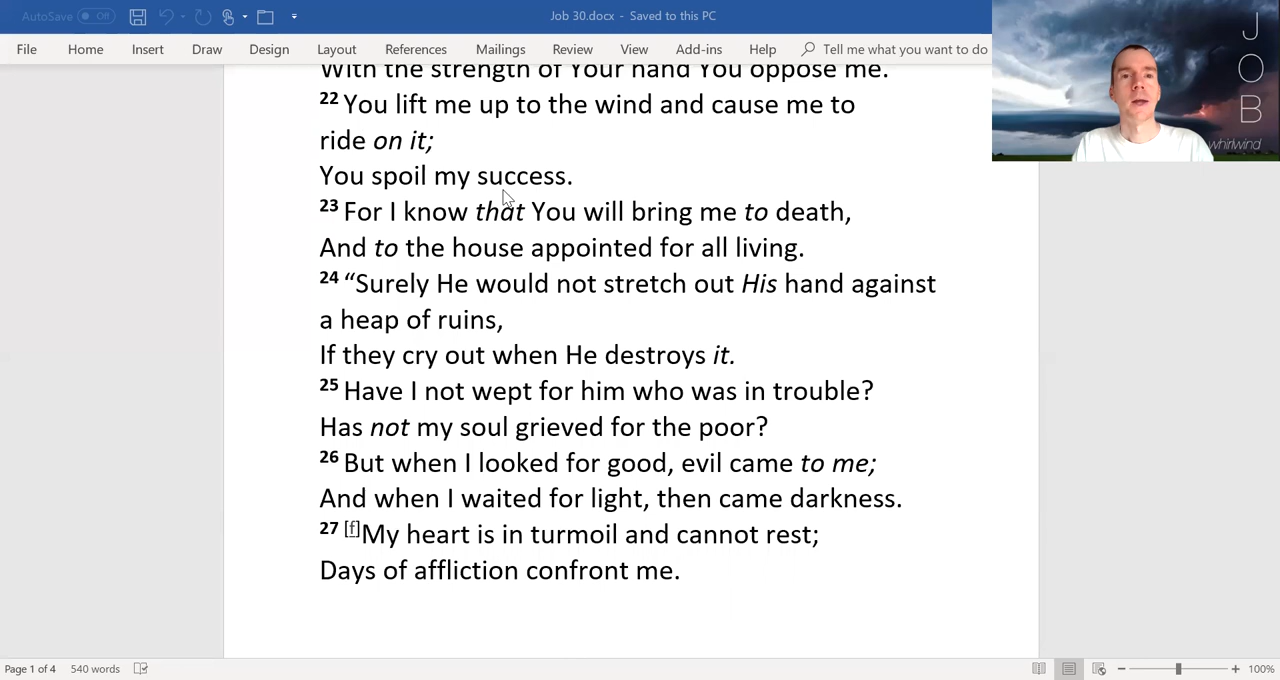 AutoSave Off Job 30.docx - Saved to this PC
File Home Insert Draw Design Layout References Mailings Review View Add-ins Help Tell me what you want to do
With the strength of Your hand You oppose me.
22 You lift me up to the wind and cause me to
ride on it;
You spoil my success.
23 For I know that You will bring me to death,
And to the house appointed for all living.
24 “Surely He would not stretch out His hand against
a heap of ruins,
If they cry out when He destroys it.
25 Have I not wept for him who was in trouble?
Has not my soul grieved for the poor?
26 But when I looked for good, evil came to me;
And when I waited for light, then came darkness.
27 [f]My heart is in turmoil and cannot rest;
Days of affliction confront me.
J
O
B
whirlwind
Page 1 of 4 540 words 100%